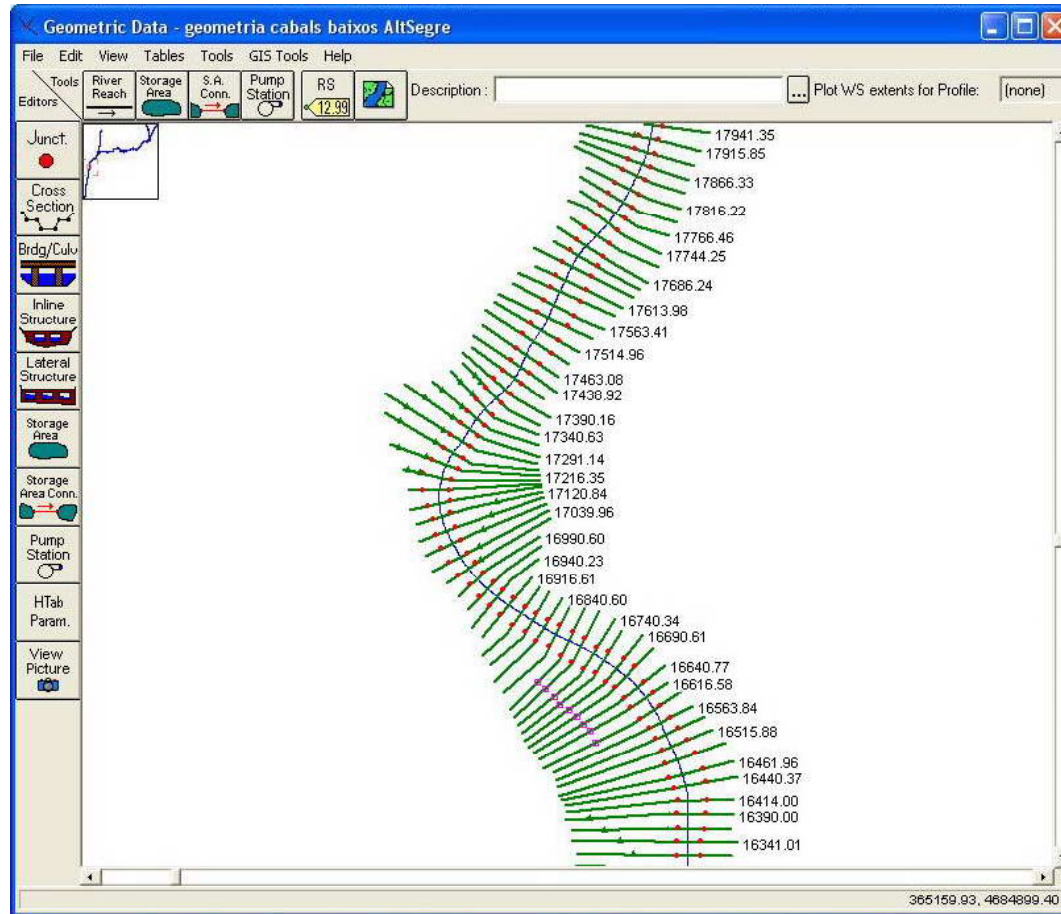 Geometric Data - geometria cabals baixos AltSegre
File Edit View Tables Tools GIS Tools Help
Tools
Editors
River
Reach
Storage
Area
S.A.
Conn.
Pump
Station
RS
12.99
Description :
...
Plot WS extents for Profile:
(none)
Junct.
Cross
Section
Brdg/Culv
Inline
Structure
Lateral
Structure
Storage
Area
Storage
Area Conn.
Pump
Station
HTab
Param.
View
Picture
17941.35
17915.85
17866.33
17816.22
17766.46
17744.25
17686.24
17613.98
17563.41
17514.96
17463.08
17438.92
17390.16
17340.63
17291.14
17216.35
17120.84
17039.96
16990.60
16940.23
16916.61
16840.60
16740.34
16690.61
16640.77
16616.58
16563.84
16515.88
16461.96
16440.37
16414.00
16390.00
16341.01
365159.93, 4684899.40